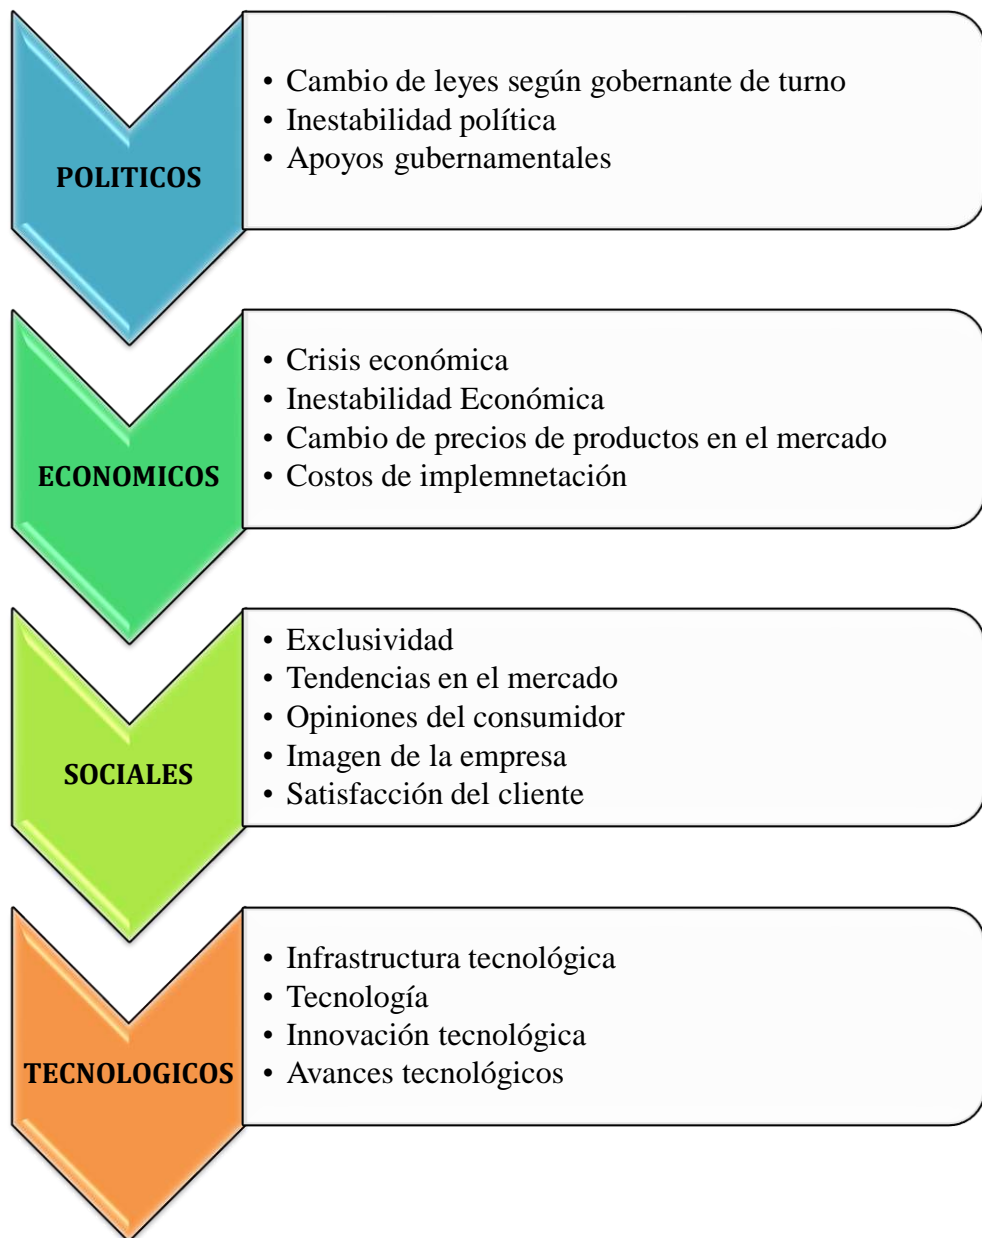 POLITICOS
• Cambio de leyes según gobernante de turno
• Inestabilidad política
• Apoyos gubernamentales
ECONOMICOS
• Crisis económica
• Inestabilidad Económica
• Cambio de precios de productos en el mercado
• Costos de implemnetación
SOCIALES
• Exclusividad
• Tendencias en el mercado
• Opiniones del consumidor
• Imagen de la empresa
• Satisfacción del cliente
TECNOLOGICOS
• Infrastructura tecnológica
• Tecnología
• Innovación tecnológica
• Avances tecnológicos